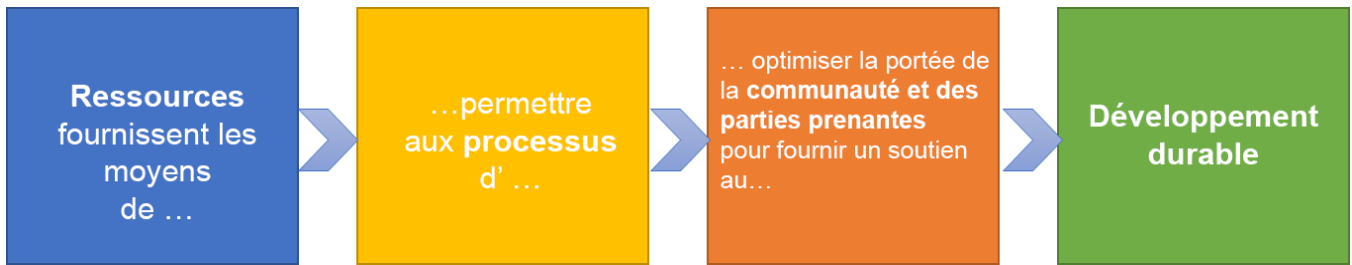 Ressources
fournissent les
moyens
de …
…permettre
aux processus
d’ …
… optimiser la portée de
la communauté et des
parties prenantes
pour fournir un soutien
au…
Développement
durable